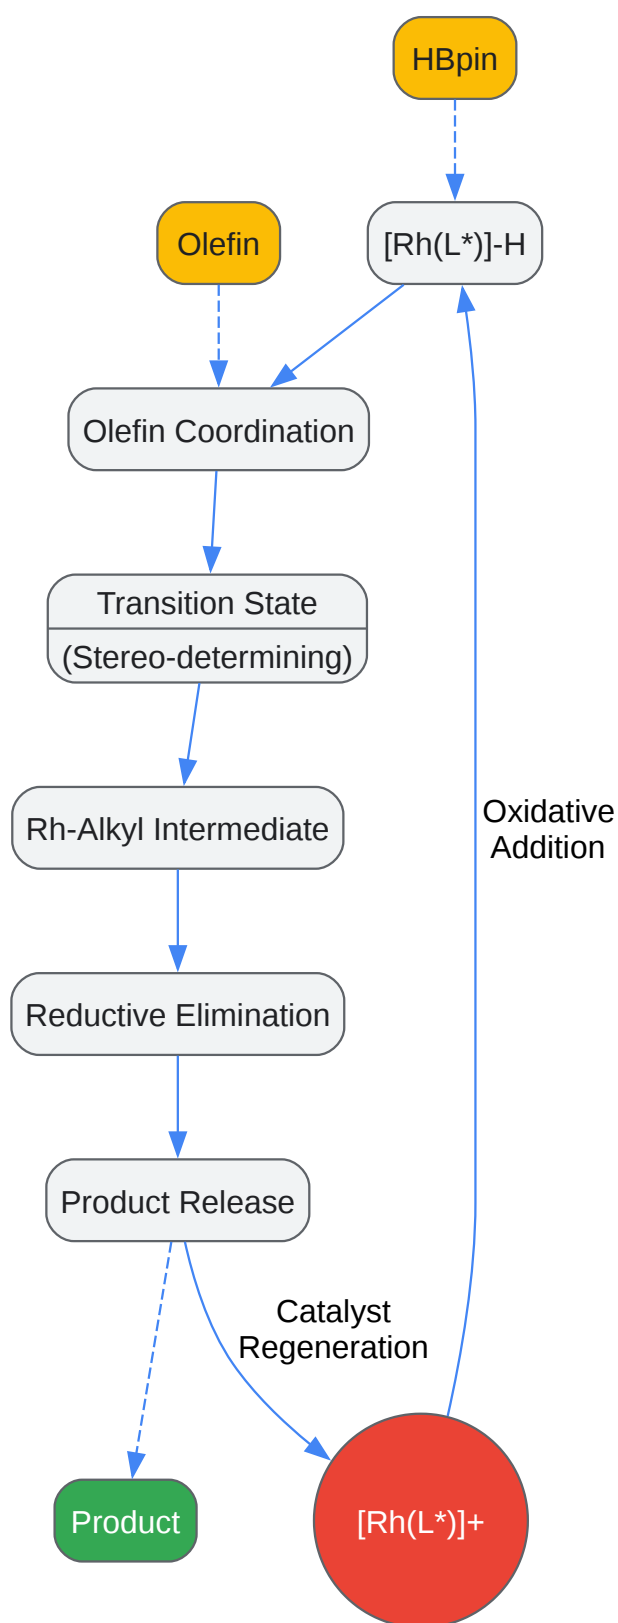 HBpin
Olefin
[Rh(L*)]-H
Olefin Coordination
Transition State
(Stereo-determining)
Rh-Alkyl Intermediate
Oxidative
Addition
Reductive Elimination
Product Release
Catalyst
Regeneration
Product
[Rh(L*)]+